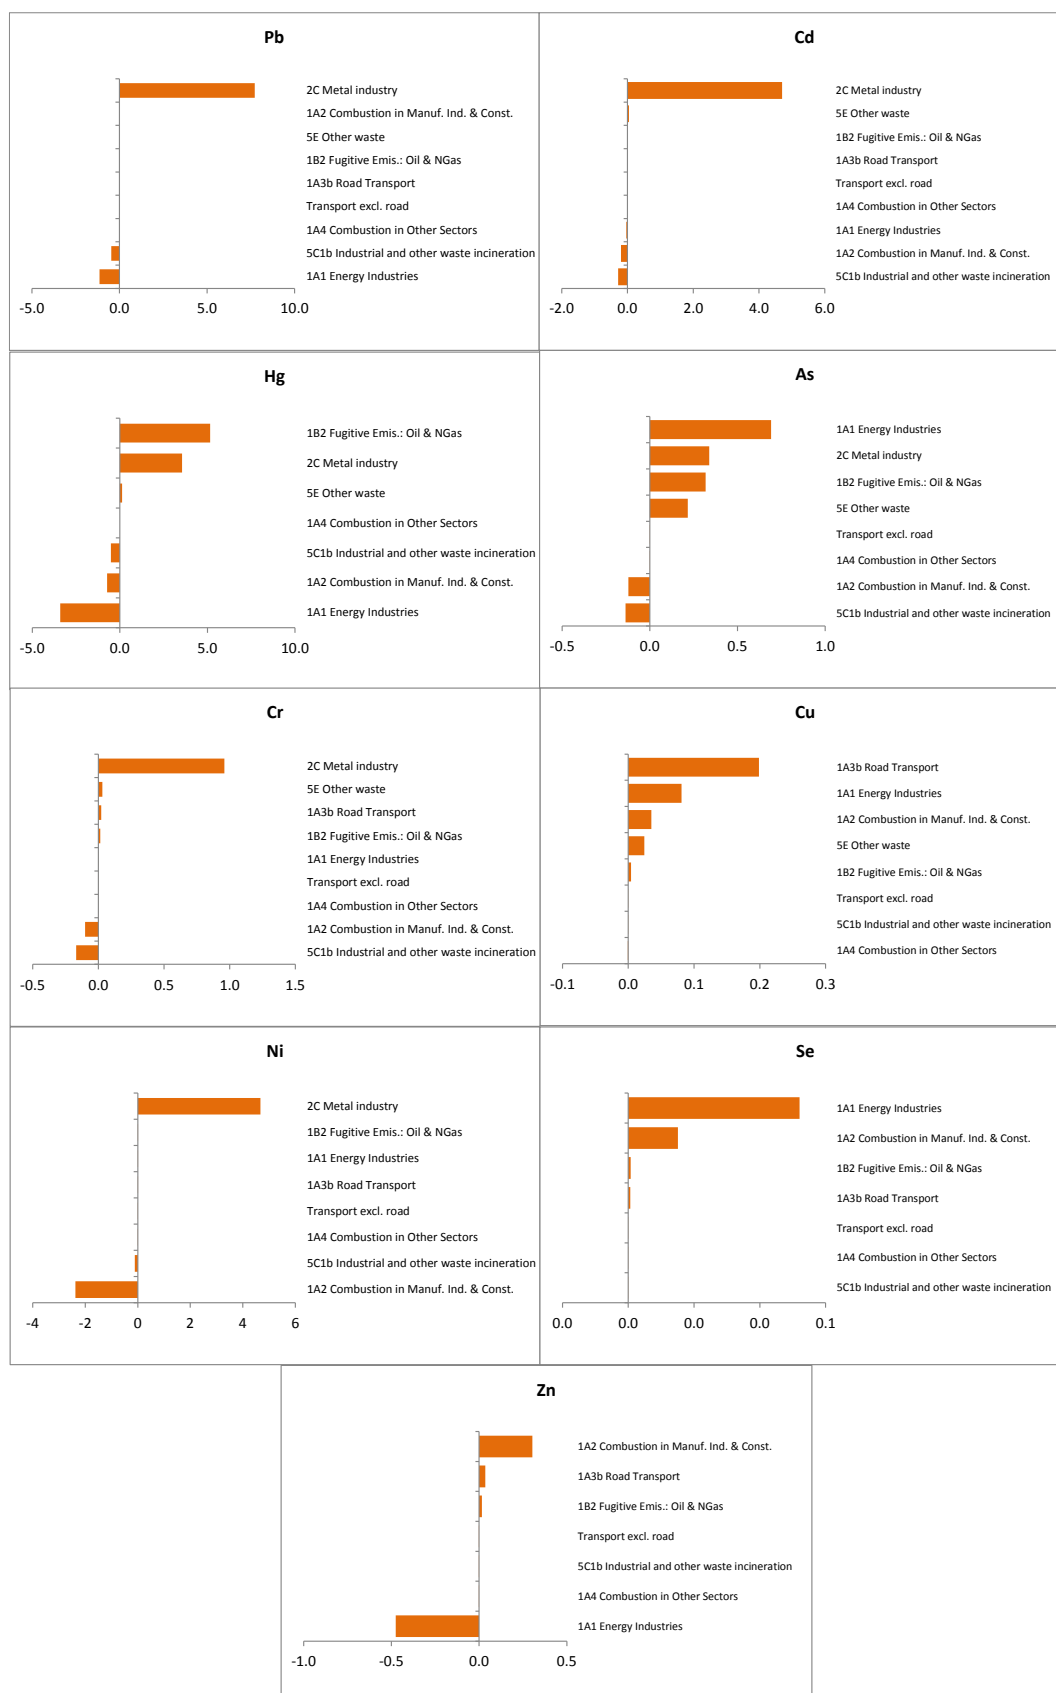 Pb
2C Metal industry
1A2 Combustion in Manuf. Ind. & Const.
5E Other waste
1B2 Fugitive Emis.: Oil & NGas
1A3b Road Transport
Transport excl. road
1A4 Combustion in Other Sectors
5C1b Industrial and other waste incineration
1A1 Energy Industries
-5.0 0.0 5.0 10.0
Cd
2C Metal industry
5E Other waste
1B2 Fugitive Emis.: Oil & NGas
1A3b Road Transport
Transport excl. road
1A4 Combustion in Other Sectors
1A1 Energy Industries
1A2 Combustion in Manuf. Ind. & Const.
5C1b Industrial and other waste incineration
-2.0 0.0 2.0 4.0 6.0
Hg
1B2 Fugitive Emis.: Oil & NGas
2C Metal industry
5E Other waste
1A4 Combustion in Other Sectors
5C1b Industrial and other waste incineration
1A2 Combustion in Manuf. Ind. & Const.
1A1 Energy Industries
-5.0 0.0 5.0 10.0
As
1A1 Energy Industries
2C Metal industry
1B2 Fugitive Emis.: Oil & NGas
5E Other waste
Transport excl. road
1A4 Combustion in Other Sectors
1A2 Combustion in Manuf. Ind. & Const.
5C1b Industrial and other waste incineration
-0.5 0.0 0.5 1.0
Cr
2C Metal industry
5E Other waste
1A3b Road Transport
1B2 Fugitive Emis.: Oil & NGas
1A1 Energy Industries
Transport excl. road
1A4 Combustion in Other Sectors
1A2 Combustion in Manuf. Ind. & Const.
5C1b Industrial and other waste incineration
-0.5 0.0 0.5 1.0 1.5
Cu
1A3b Road Transport
1A1 Energy Industries
1A2 Combustion in Manuf. Ind. & Const.
5E Other waste
1B2 Fugitive Emis.: Oil & NGas
Transport excl. road
5C1b Industrial and other waste incineration
1A4 Combustion in Other Sectors
-0.1 0.0 0.1 0.2 0.3
Ni
2C Metal industry
1B2 Fugitive Emis.: Oil & NGas
1A1 Energy Industries
1A3b Road Transport
Transport excl. road
1A4 Combustion in Other Sectors
5C1b Industrial and other waste incineration
1A2 Combustion in Manuf. Ind. & Const.
-4 -2 0 2 4 6
Se
1A1 Energy Industries
1A2 Combustion in Manuf. Ind. & Const.
1B2 Fugitive Emis.: Oil & NGas
1A3b Road Transport
Transport excl. road
1A4 Combustion in Other Sectors
5C1b Industrial and other waste incineration
0.0 0.0 0.0 0.0 0.1
Zn
1A2 Combustion in Manuf. Ind. & Const.
1A3b Road Transport
1B2 Fugitive Emis.: Oil & NGas
Transport excl. road
5C1b Industrial and other waste incineration
1A4 Combustion in Other Sectors
1A1 Energy Industries
-1.0 -0.5 0.0 0.5